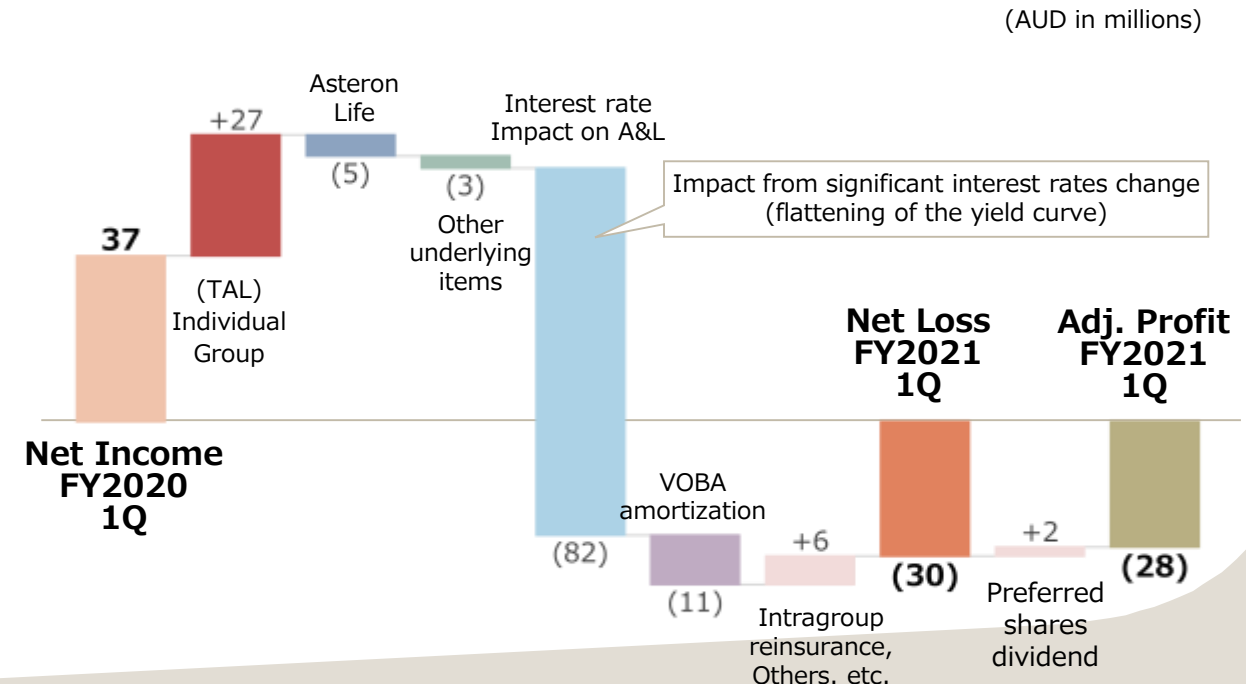 (AUD in millions)
Asteron
Life
+27
Interest rate
Impact on A&L
(5)
(3)
Impact from significant interest rates change
(flattening of the yield curve)
37
Other
underlying
items
(TAL)
Individual
Group
Net Loss
FY2021
1Q
Adj. Profit
FY2021
1Q
Net Income
FY2020
1Q
VOBA
amortization
(82)
+6
+2
(30)
(28)
(11)
Intragroup
reinsurance,
Others, etc.
Preferred
shares
dividend